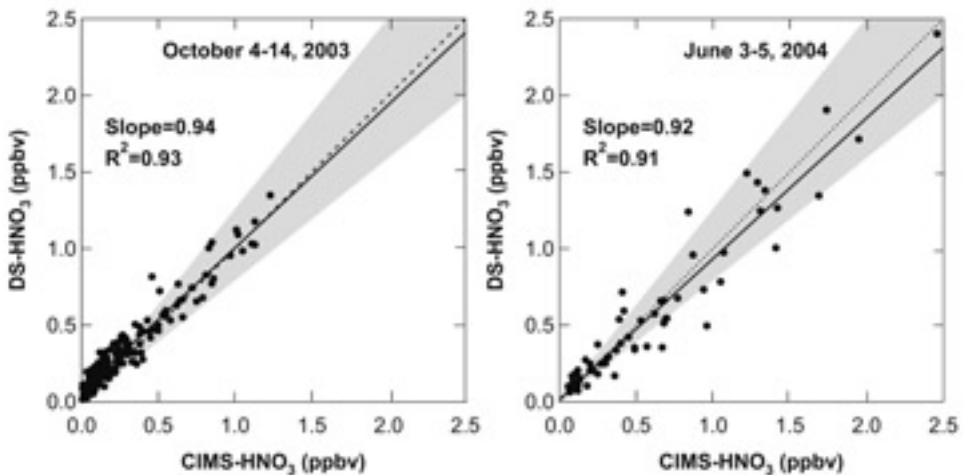 October 4-14, 2003
Slope=0.94
R²=0.93
DS-HNO₃ (ppbv)
2.5
2.0
1.5
1.0
0.5
0.0
0.0 0.5 1.0 1.5 2.0 2.5
CIMS-HNO₃ (ppbv)
June 3-5, 2004
Slope=0.92
R²=0.91
DS-HNO₃ (ppbv)
2.5
2.0
1.5
1.0
0.5
0.0
0.0 0.5 1.0 1.5 2.0 2.5
CIMS-HNO₃ (ppbv)